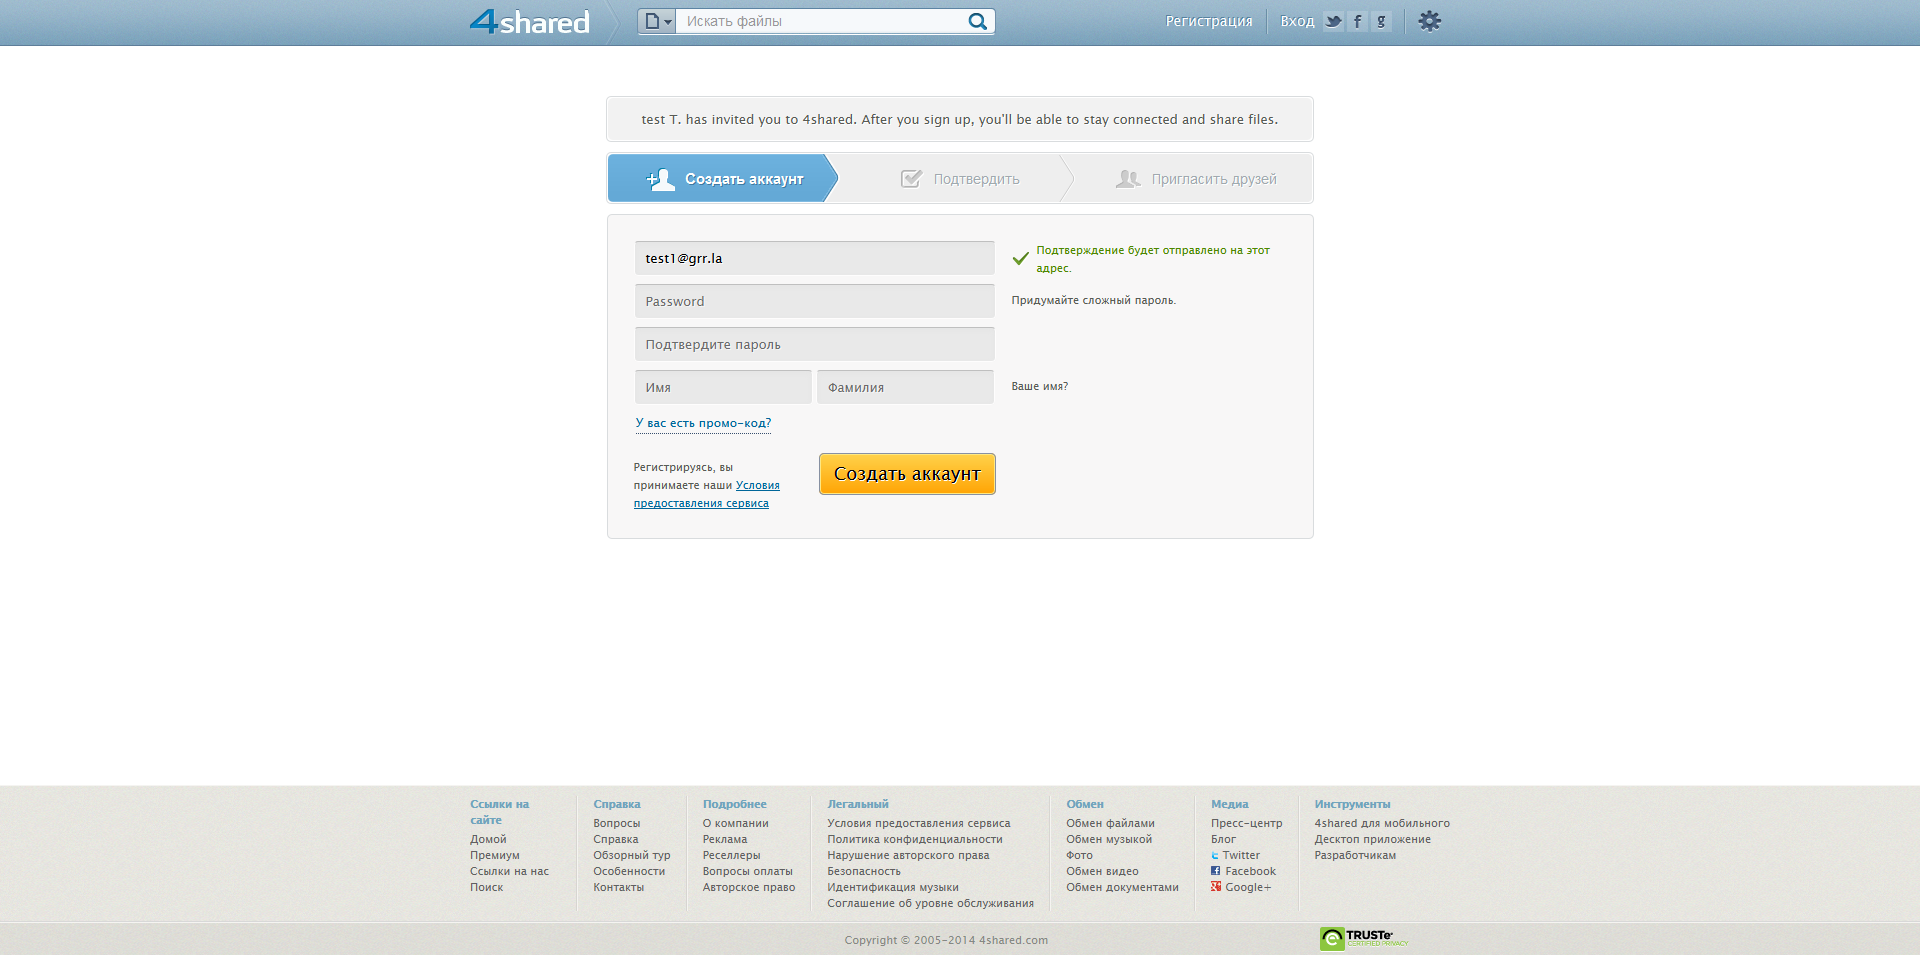 4shared
Искать файлы
Регистрация
Вход
test T. has invited you to 4shared. After you sign up, you'll be able to stay connected and share files.
Создать аккаунт
Подтвердить
Пригласить друзей
test1@grr.la
Подтверждение будет отправлено на этот
адрес.
Password
Придумайте сложный пароль.
Подтвердите пароль
Имя
Фамилия
Ваше имя?
У вас есть промо-код?
Регистрируясь, вы
принимаете наши Условия
предоставления сервиса
Создать аккаунт
Ссылки на
сайте
Домой
Премиум
Ссылки на нас
Поиск
Справка
Вопросы
Справка
Обзорный тур
Особенности
Контакты
Подробнее
О компании
Реклама
Реселлеры
Вопросы оплаты
Авторское право
Легальный
Условия предоставления сервиса
Политика конфиденциальности
Нарушение авторского права
Безопасность
Идентификация музыки
Соглашение об уровне обслуживания
Обмен
Обмен файлами
Обмен музыкой
Фото
Обмен видео
Обмен документами
Медиа
Пресс-центр
Блог
Twitter
Facebook
Google+
Инструменты
4shared для мобильного
Десктоп приложение
Разработчикам
Copyright © 2005-2014 4shared.com
TRUSTe
CERTIFIED PRIVACY